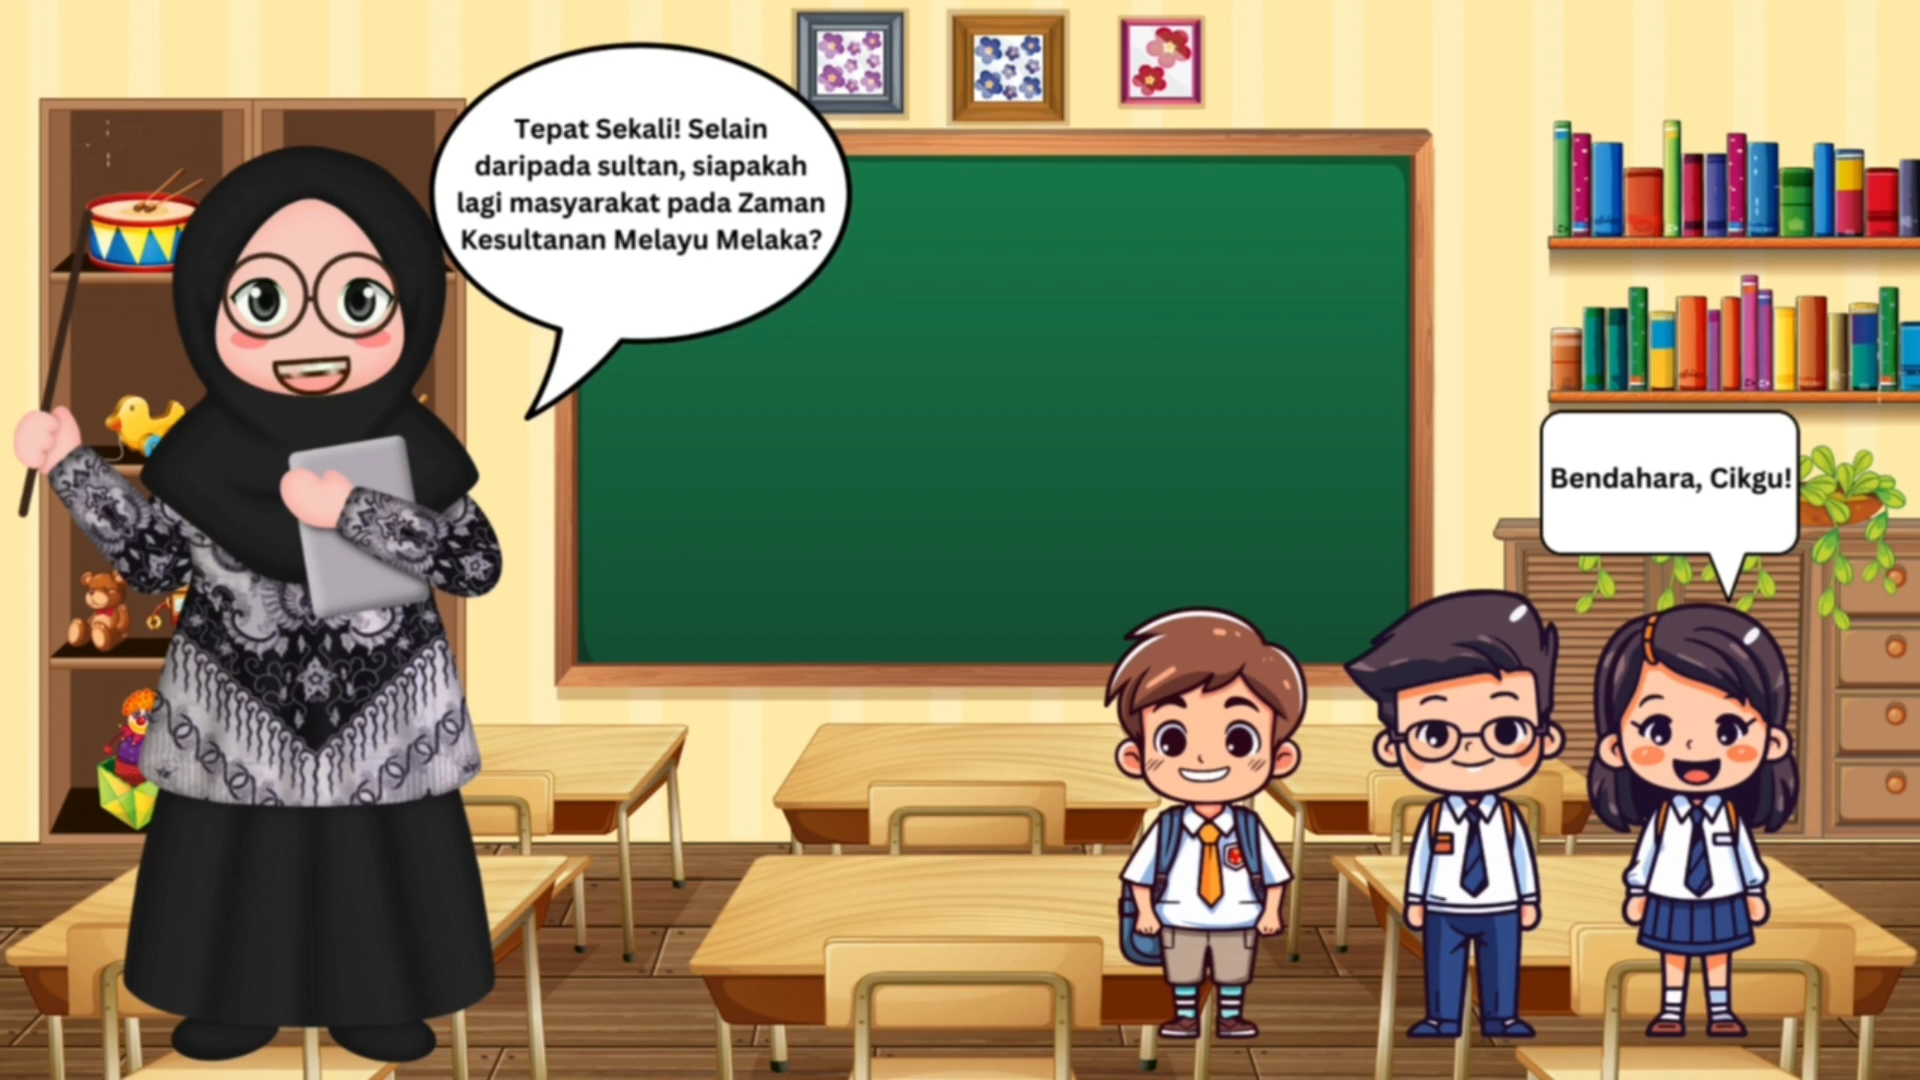 Tepat Sekali! Selain
daripada sultan, siapakah
lagi masyarakat pada Zaman
Kesultanan Melayu Melaka?
Bendahara, Cikgu!